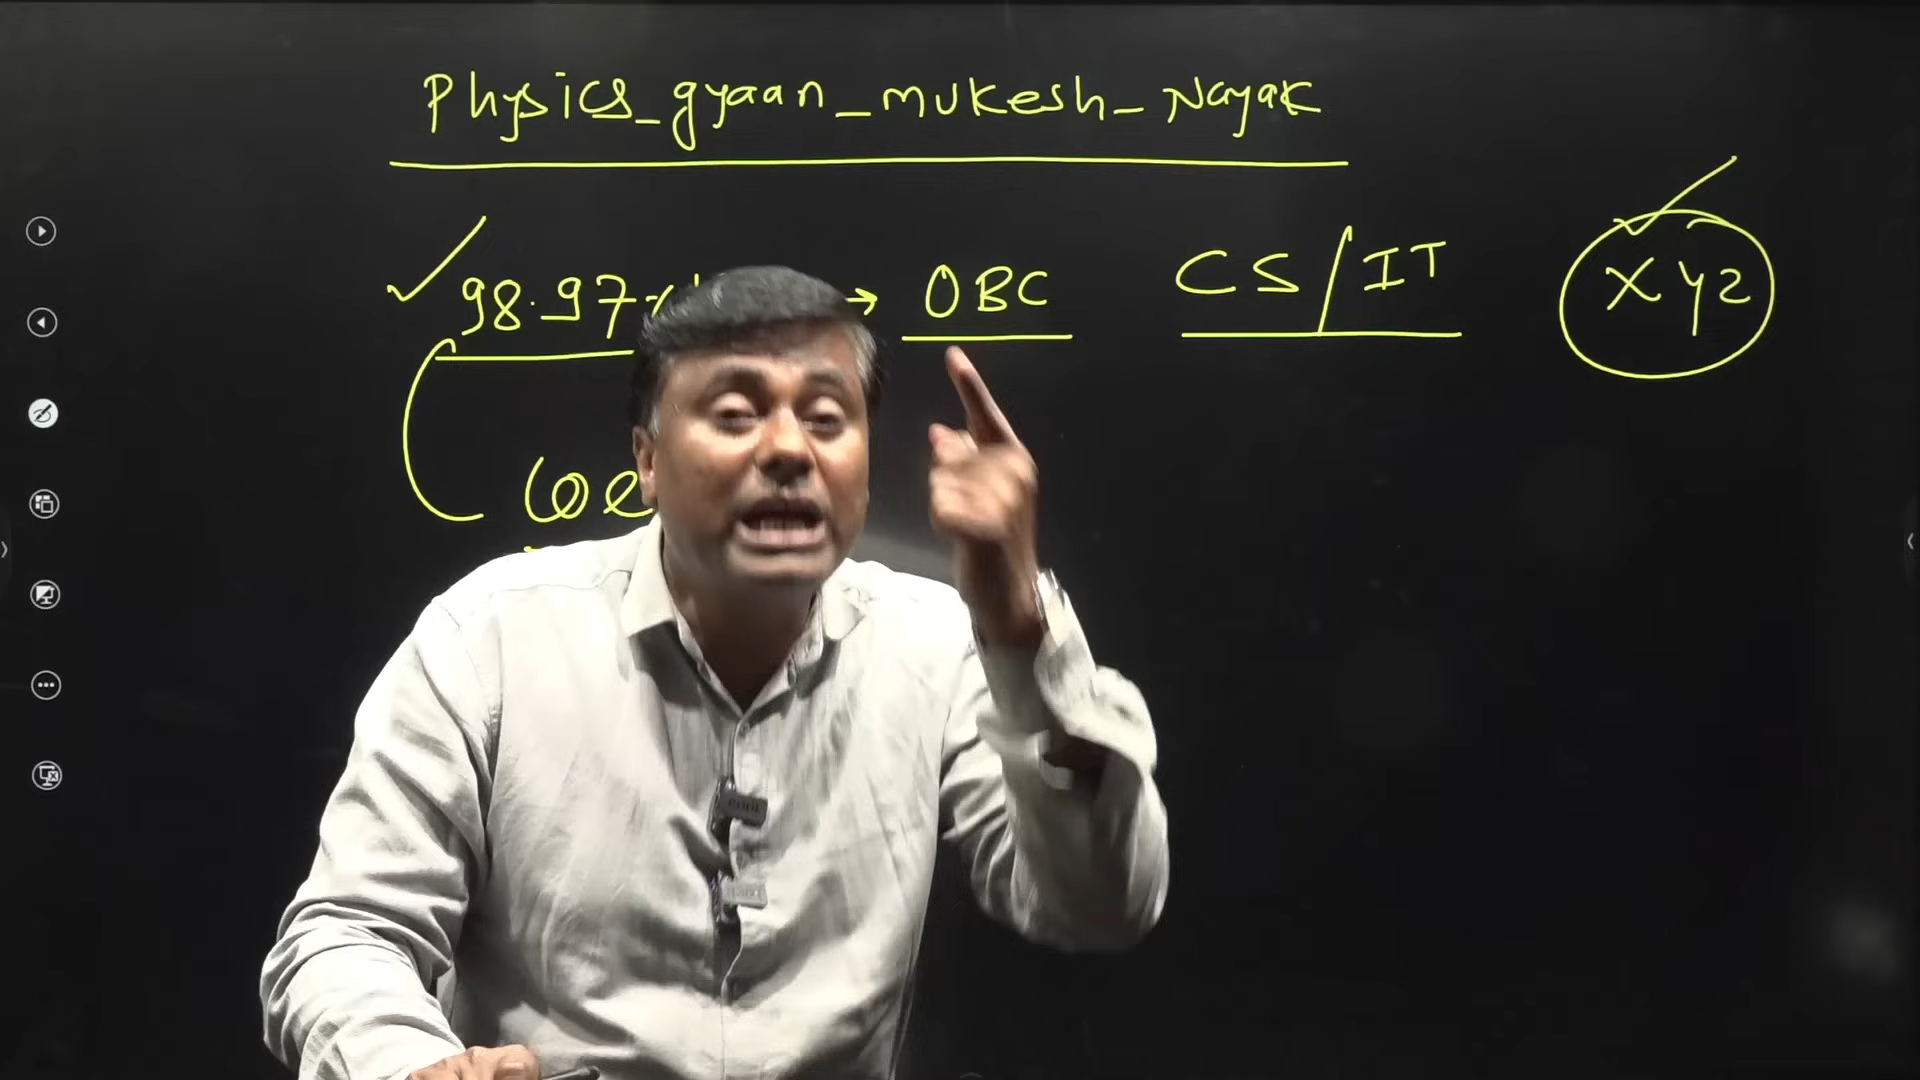 Physics_gyaan_mukesh_Nayak
98.97 → OBC CS/IT XYZ